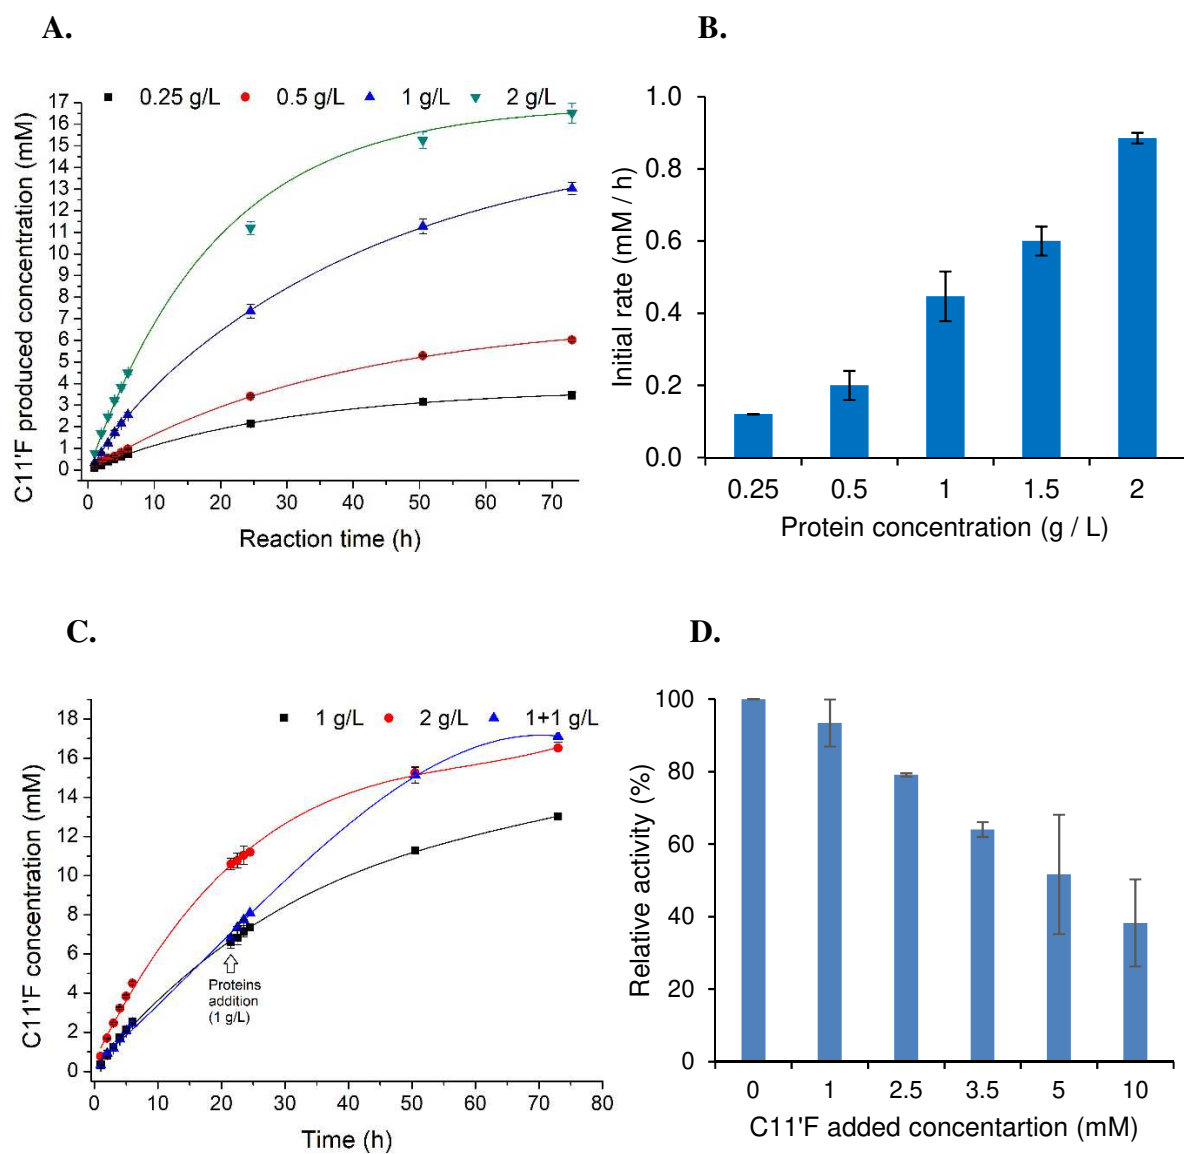 A.
0.25 g/L 0.5 g/L 1 g/L 2 g/L
C11'F produced concentration (mM)
17
16
15
14
13
12
11
10
9
8
7
6
5
4
3
2
1
0
0 10 20 30 40 50 60 70
Reaction time (h)
B.
Initial rate (mM / h)
1.0
0.8
0.6
0.4
0.2
0.0
0.25 0.5 1 1.5 2
Protein concentration (g / L)
C.
1 g/L 2 g/L 1+1 g/L
C11'F concentration (mM)
18
16
14
12
10
8
6
4
2
0
Proteins
addition
(1 g/L)
0 10 20 30 40 50 60 70 80
Time (h)
D.
Relative activity (%)
100
80
60
40
20
0
0 1 2.5 3.5 5 10
C11'F added concentartion (mM)